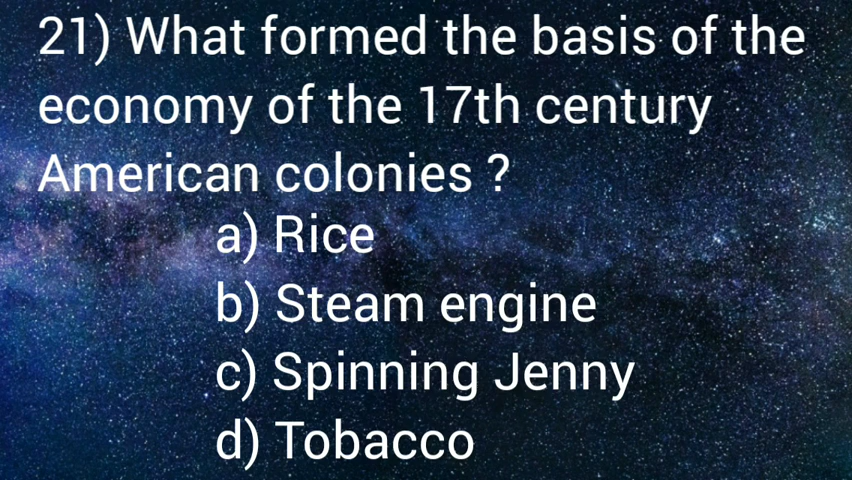 21) What formed the basis of the
economy of the 17th century
American colonies ?
a) Rice
b) Steam engine
c) Spinning Jenny
d) Tobacco